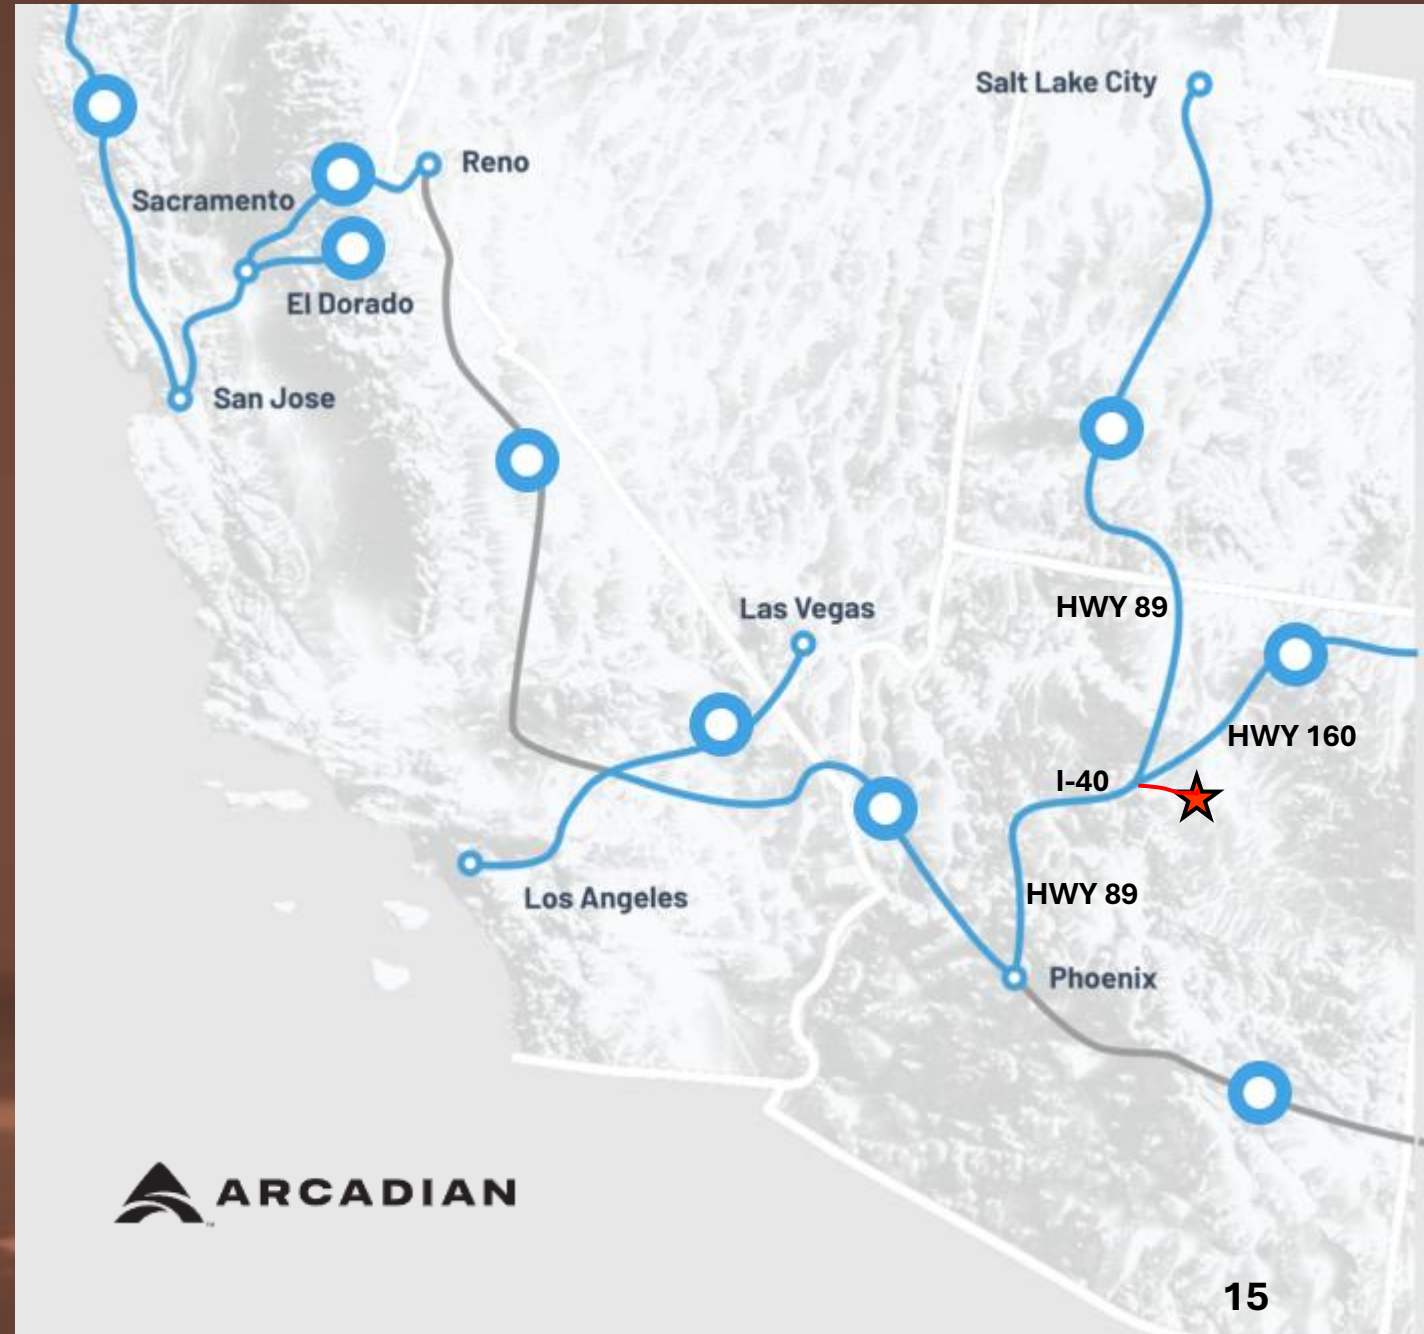 Salt Lake City
Reno
Sacramento
El Dorado
San Jose
Las Vegas
HWY 89
HWY 160
I-40
Los Angeles
HWY 89
Phoenix
ARCADIAN
15